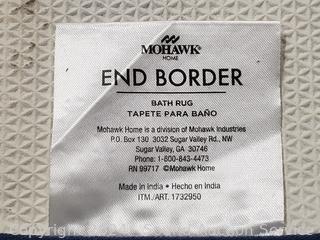 MOHAWK®
HOME
END BORDER
BATH RUG
TAPETE PARA BAÑO
Mohawk Home is a division of Mohawk Industries
P.O. Box 130 3032 Sugar Valley Rd., NW
Sugar Valley, GA 30746
Phone: 1-800-843-4473
RN 99717 ©Mohawk Home
Made in India • Hecho en India
ITM./ART. 1732950